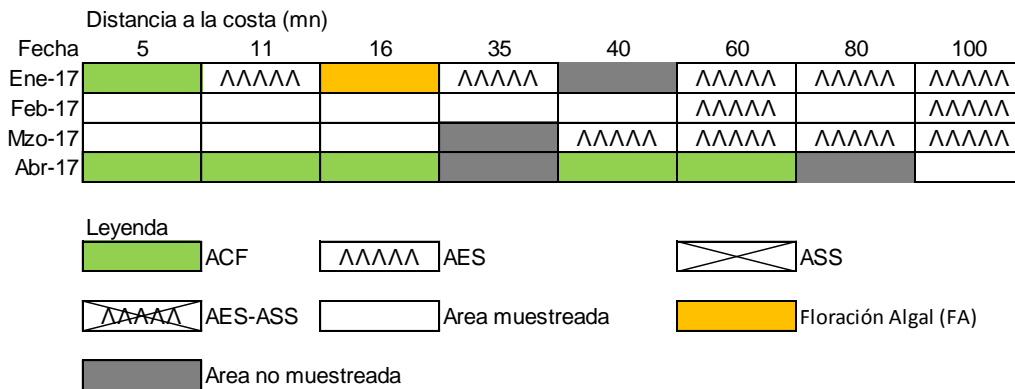 Distancia a la costa (mn)
Fecha 5 11 16 35 40 60 80 100
Ene-17 ΛΛΛΛΛ ΛΛΛΛΛ ΛΛΛΛΛ ΛΛΛΛΛ ΛΛΛΛΛ
Feb-17 ΛΛΛΛΛ ΛΛΛΛΛ
Mzo-17 ΛΛΛΛΛ ΛΛΛΛΛ ΛΛΛΛΛ ΛΛΛΛΛ
Abr-17
Leyenda
ACF ΛΛΛΛΛ AES ASS
ΛΛΛΛΛ AES-ASS Area muestreada Floración Algal (FA)
Area no muestreada